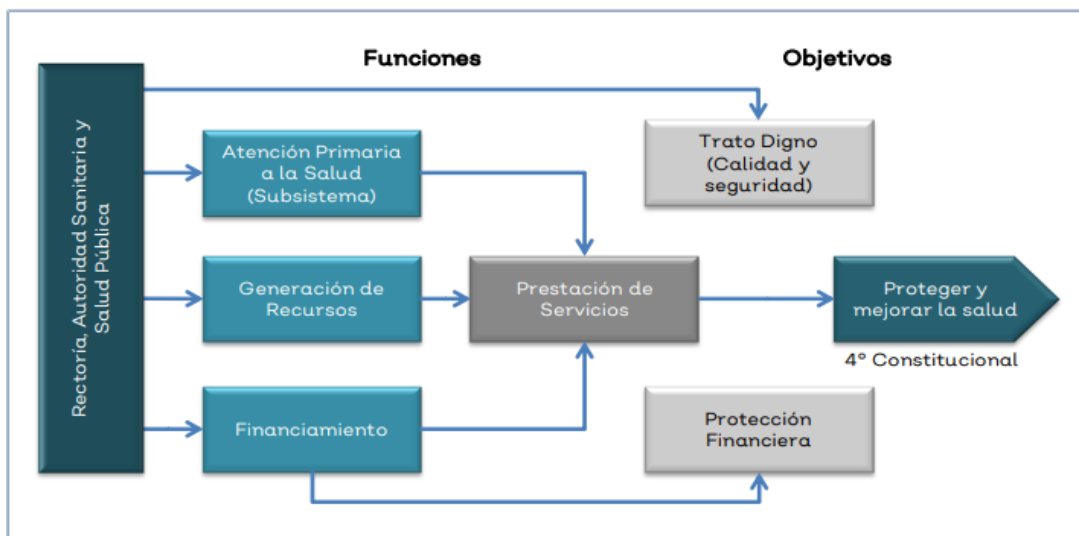 Funciones
Objetivos
Rectoría, Autoridad Sanitaria y
Salud Pública
Atención Primaria
a la Salud
(Subsistema)
Trato Digno
(Calidad y
seguridad)
Generación de
Recursos
Prestación de
Servicios
Proteger y
mejorar la salud
4° Constitucional
Financiamiento
Protección
Financiera